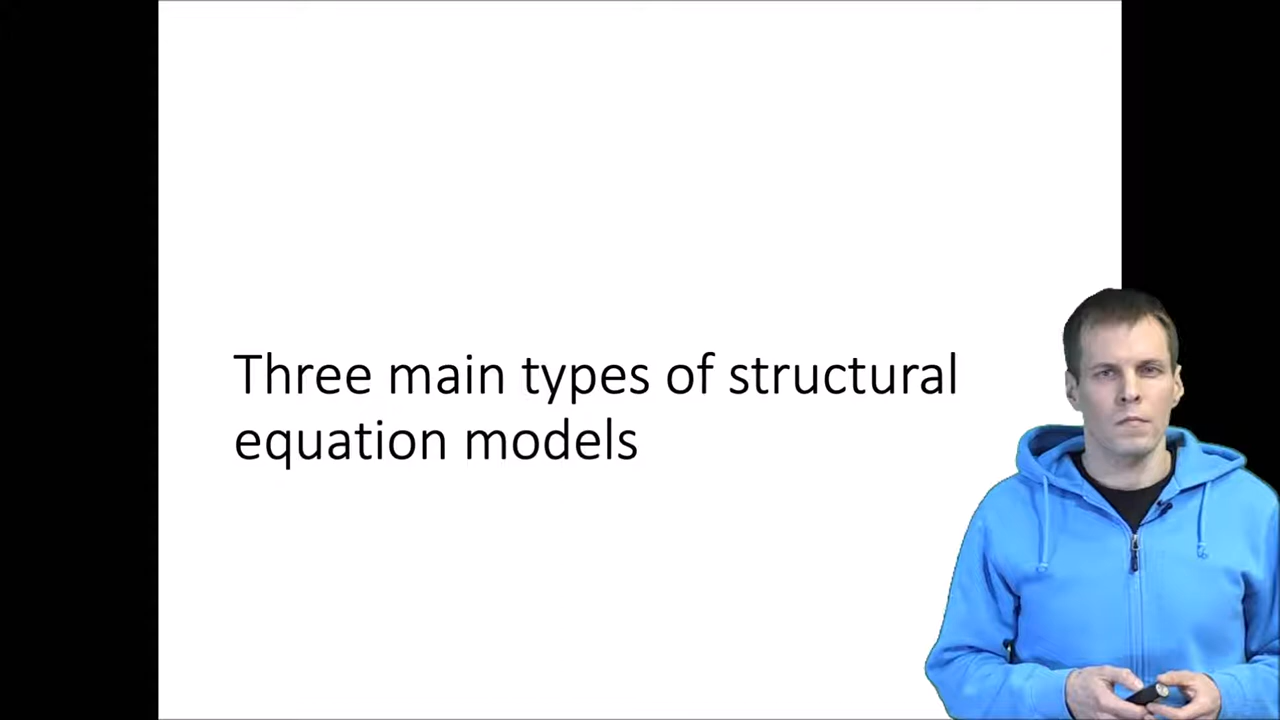 Three main types of structural
equation models